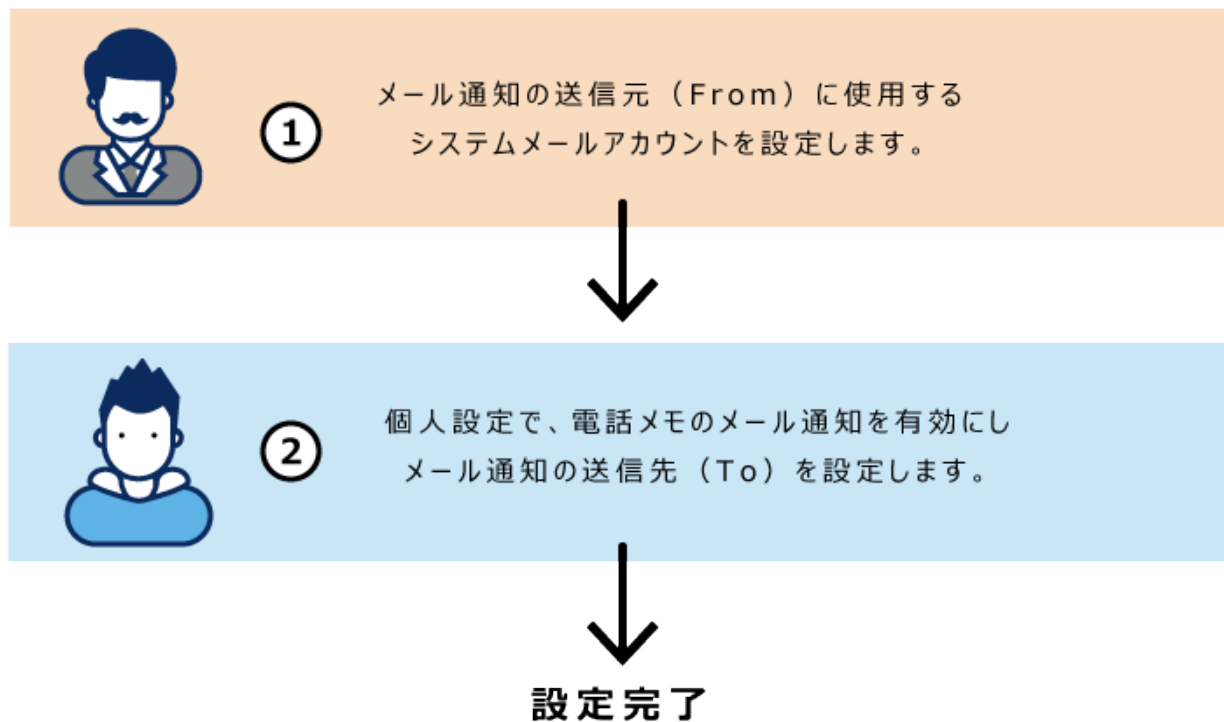 ①
メール通知の送信元（From）に使用する
システムメールアカウントを設定します。
②
個人設定で、電話メモのメール通知を有効にし
メール通知の送信先（To）を設定します。
設定完了